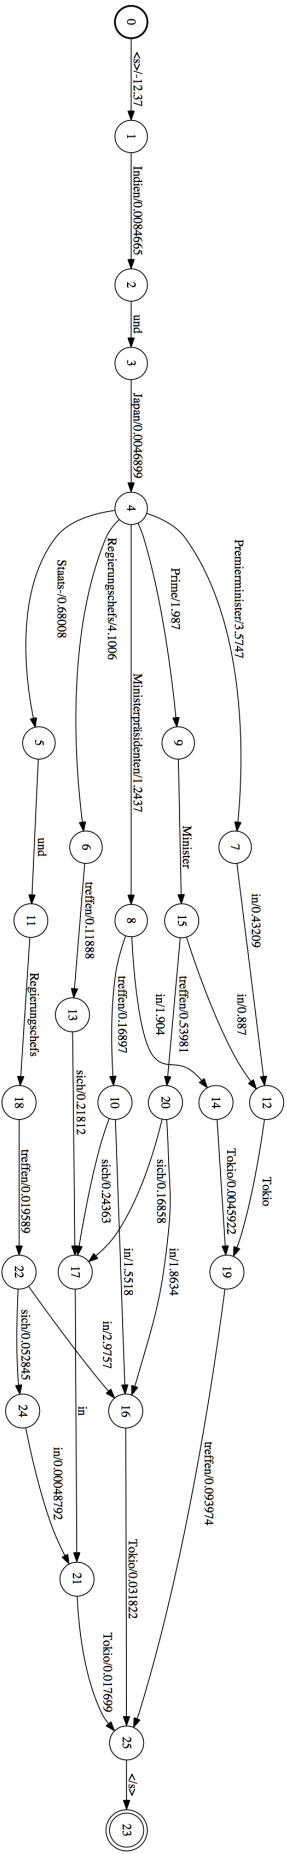 0
<s>/-12.37
1
Indien/0.0084665
2
und
3
Japan/0.0046899
4
Premierminister/3.5747
Prime/1.987
Ministerpräsidenten/1.2437
Regierungschefs/4.1006
Staats-/0.68008
7
9
8
6
5
in/0.43209
Minister
treffen/0.11888
und
15
11
in/0.887
treffen/0.53981
in/1.904
treffen/0.16897
13
Regierungschefs
12
14
20
10
18
Tokio
Tokio/0.0045922
sich/0.16858
in/1.8634
sich/0.24363
in/1.5518
sich/0.21812
treffen/0.019589
19
17
22
in/2.9757
sich/0.052845
16
24
treffen/0.093974
Tokio/0.031822
in
in/0.00048792
21
Tokio/0.017699
25
</s>
23